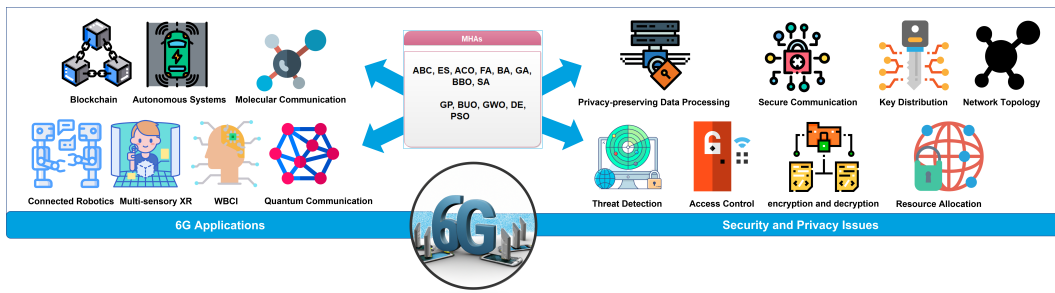 MHAs
ABC, ES, ACO, FA, BA, GA,
BBO, SA
GP, BUO, GWO, DE,
PSO
Blockchain
Autonomous Systems
Molecular Communication
Connected Robotics
Multi-sensory XR
WBCI
Quantum Communication
6G Applications
6G
Privacy-preserving Data Processing
Secure Communication
Key Distribution
Network Topology
Threat Detection
Access Control
encryption and decryption
Resource Allocation
Security and Privacy Issues